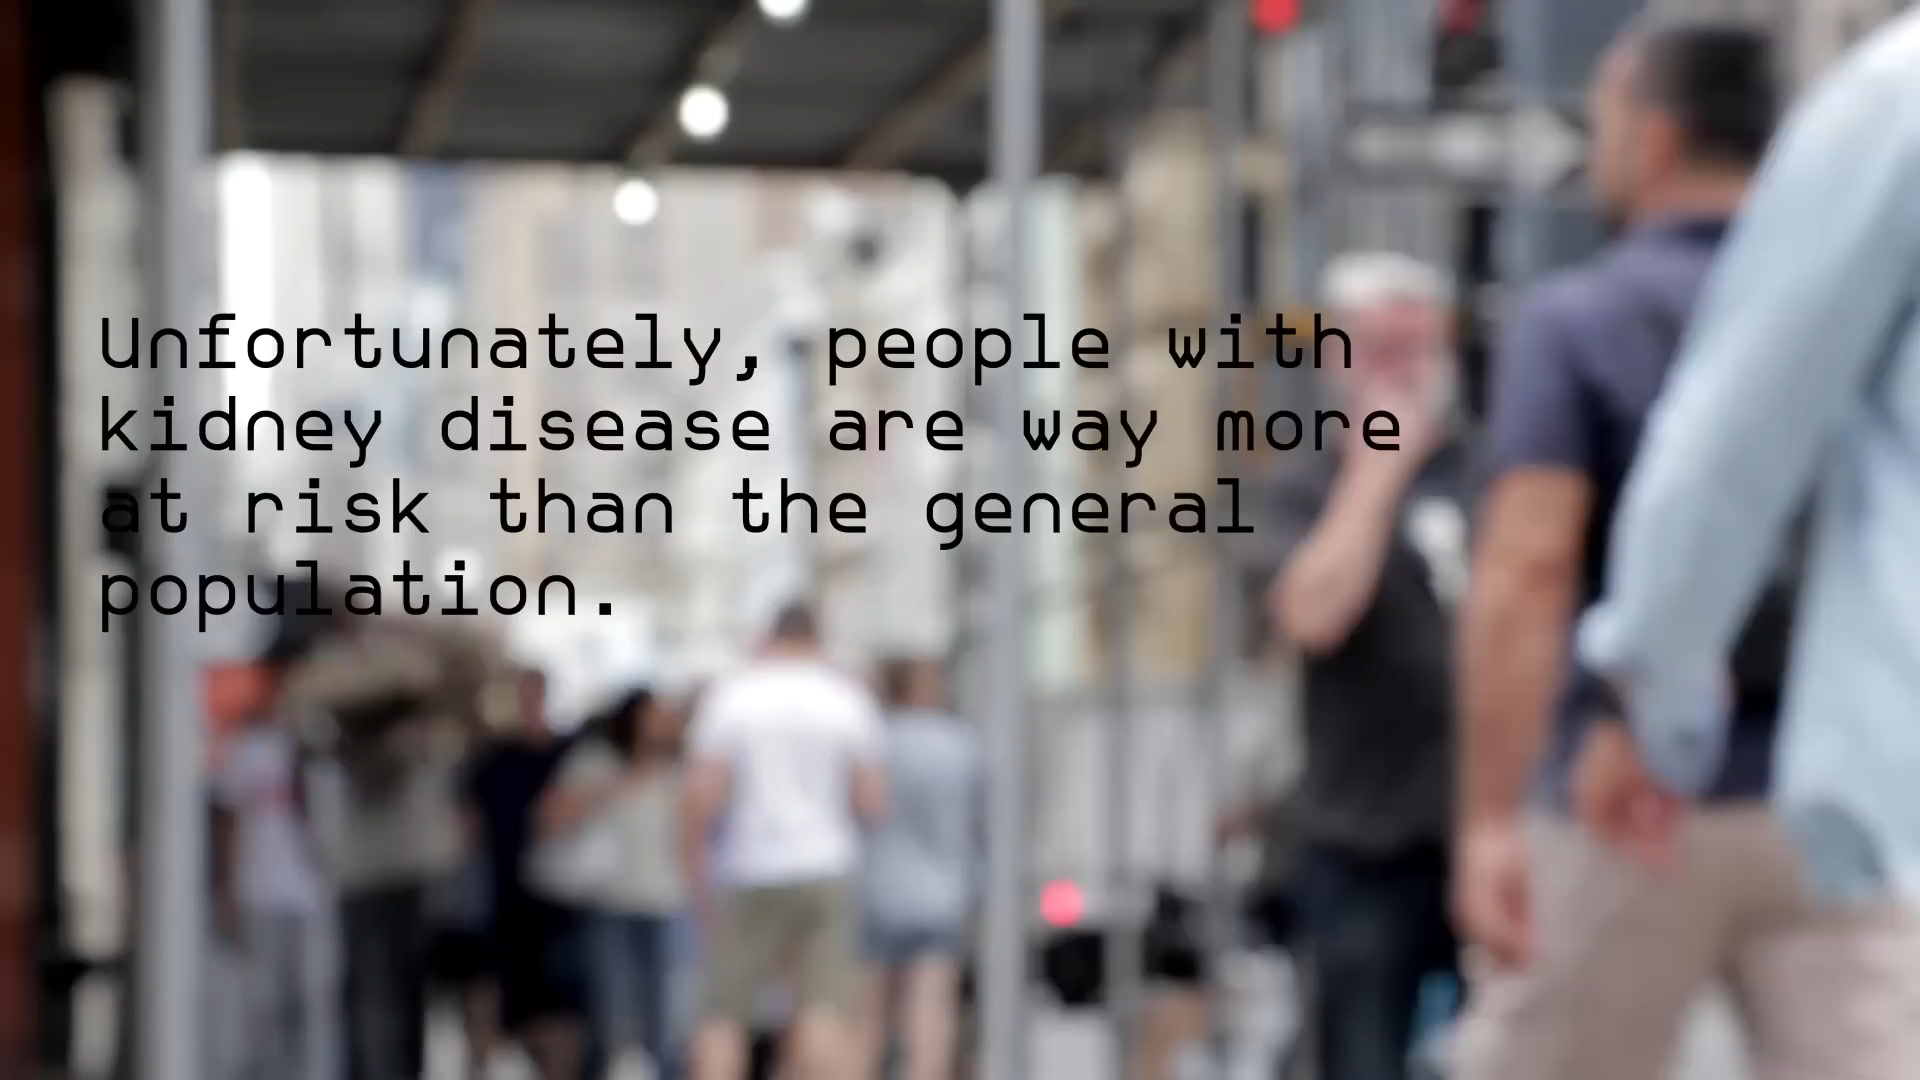 Unfortunately, people with
kidney disease are way more
at risk than the general
population.